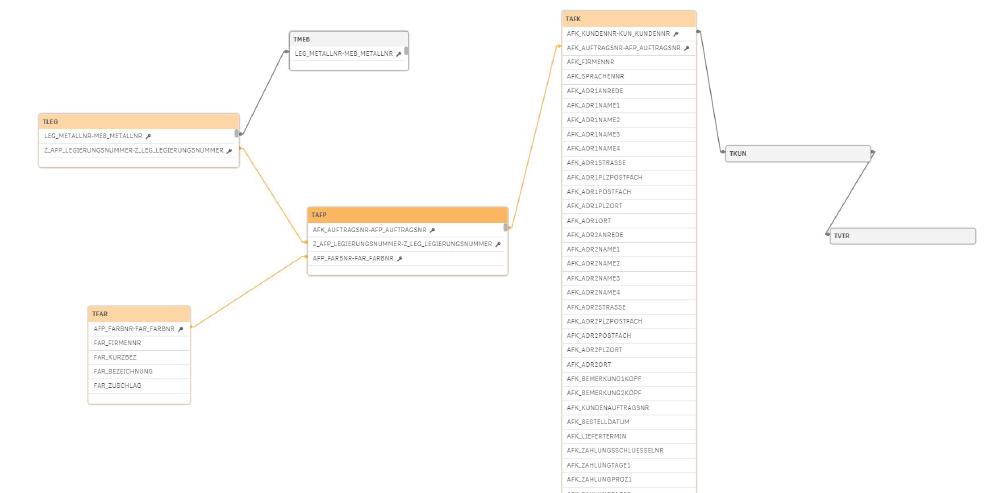 TMEB
LEG_METALLNR-MEB_METALLNR
TLEG
LEG_METALLNR-MEB_METALLNR
Z_AFP_LEGIERUNGSNUMMER-Z_LEG_LEGIERUNGSNUMMER
TAFP
AFK_AUFTRAGSNR-AFP_AUFTRAGSNR
Z_AFP_LEGIERUNGSNUMMER-Z_LEG_LEGIERUNGSNUMMER
AFP_FARBNR-FAR_FARBNR
TFAR
AFP_FARBNR-FAR_FARBNR
FAR_FIRMENNR
FAR_KURZBEZ
FAR_BEZEICHNUNG
FAR_ZUSCHLAG
TAFK
AFK_KUNDENNR-KUN_KUNDENNR
AFK_AUFTRAGSNR-AFP_AUFTRAGSNR
AFK_FIRMENNR
AFK_SPRACHENNR
AFK_ADR1ANREDE
AFK_ADR1NAME1
AFK_ADR1NAME2
AFK_ADR1NAME3
AFK_ADR1NAME4
AFK_ADR1STRASSE
AFK_ADR1PLZPOSTFACH
AFK_ADR1POSTFACH
AFK_ADR1PLZORT
AFK_ADR1ORT
AFK_ADR2ANREDE
AFK_ADR2NAME1
AFK_ADR2NAME2
AFK_ADR2NAME3
AFK_ADR2NAME4
AFK_ADR2STRASSE
AFK_ADR2PLZPOSTFACH
AFK_ADR2POSTFACH
AFK_ADR2PLZORT
AFK_ADR2ORT
AFK_BEMERKUNG1KOPF
AFK_BEMERKUNG2KOPF
AFK_KUNDENAUFTRAGSNR
AFK_BESTELLDATUM
AFK_LIEFERTERMIN
AFK_ZAHLUNGSSCHLUESSELNR
AFK_ZAHLUNGTAGE1
AFK_ZAHLUNGPROZ1
TKUN
TVER